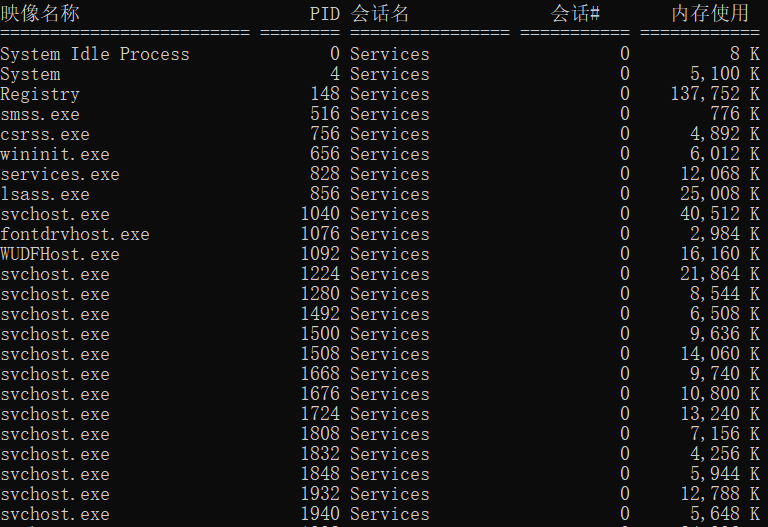 映像名称 PID 会话名 会话# 内存使用
========================= ======== ================ =========== ============
System Idle Process 0 Services 0 8 K
System 4 Services 0 5,100 K
Registry 148 Services 0 137,752 K
smss.exe 516 Services 0 776 K
csrss.exe 756 Services 0 4,892 K
wininit.exe 656 Services 0 6,012 K
services.exe 828 Services 0 12,068 K
lsass.exe 856 Services 0 25,008 K
svchost.exe 1040 Services 0 40,512 K
fontdrvhost.exe 1076 Services 0 2,984 K
WUDFHost.exe 1092 Services 0 16,160 K
svchost.exe 1224 Services 0 21,864 K
svchost.exe 1280 Services 0 8,544 K
svchost.exe 1492 Services 0 6,508 K
svchost.exe 1500 Services 0 9,636 K
svchost.exe 1508 Services 0 14,060 K
svchost.exe 1668 Services 0 9,740 K
svchost.exe 1676 Services 0 10,800 K
svchost.exe 1724 Services 0 13,240 K
svchost.exe 1808 Services 0 7,156 K
svchost.exe 1832 Services 0 4,256 K
svchost.exe 1848 Services 0 5,944 K
svchost.exe 1932 Services 0 12,788 K
svchost.exe 1940 Services 0 5,648 K